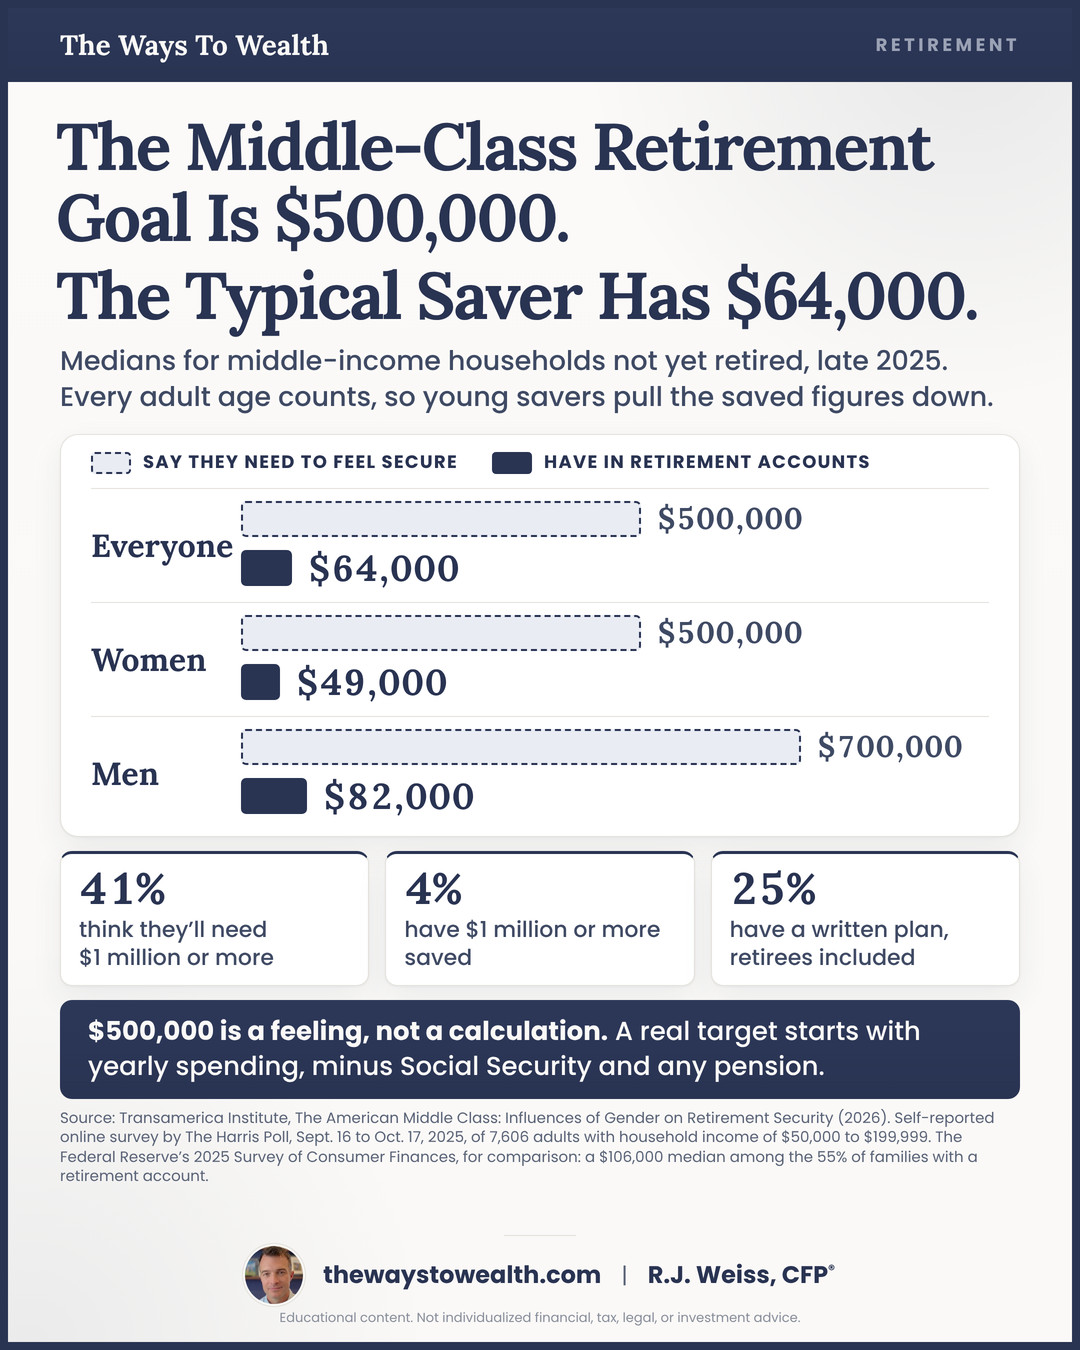 The Ways To Wealth
RETIREMENT
The Middle-Class Retirement
Goal Is $500,000.
The Typical Saver Has $64,000.
Medians for middle-income households not yet retired, late 2025.
Every adult age counts, so young savers pull the saved figures down.
SAY THEY NEED TO FEEL SECURE
HAVE IN RETIREMENT ACCOUNTS
Everyone
$500,000
$64,000
Women
$500,000
$49,000
Men
$700,000
$82,000
41%
think they’ll need
$1 million or more
4%
have $1 million or more
saved
25%
have a written plan,
retirees included
$500,000 is a feeling, not a calculation. A real target starts with
yearly spending, minus Social Security and any pension.
Source: Transamerica Institute, The American Middle Class: Influences of Gender on Retirement Security (2026). Self-reported
online survey by The Harris Poll, Sept. 16 to Oct. 17, 2025, of 7,606 adults with household income of $50,000 to $199,999. The
Federal Reserve’s 2025 Survey of Consumer Finances, for comparison: a $106,000 median among the 55% of families with a
retirement account.
thewaystowealth.com | R.J. Weiss, CFP®
Educational content. Not individualized financial, tax, legal, or investment advice.